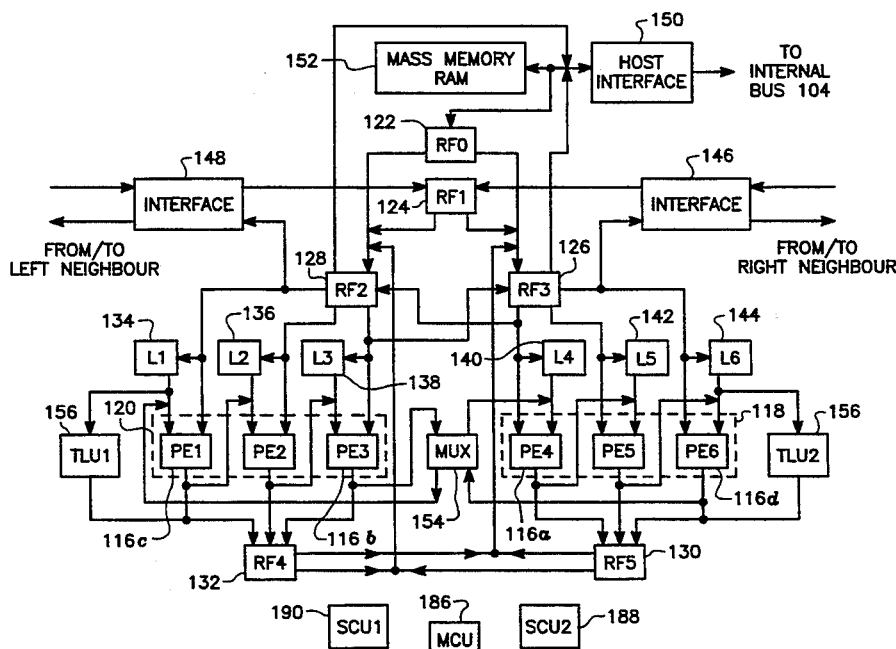 150
152
MASS MEMORY
RAM
HOST
INTERFACE
TO
INTERNAL
BUS 104
122
RF0
148
146
INTERFACE
RF1
INTERFACE
124
FROM/TO
LEFT NEIGHBOUR
FROM/TO
RIGHT NEIGHBOUR
128
RF2
RF3
126
134
136
142
144
L1
L2
L3
140
L4
L5
L6
138
120
118
156
156
TLU1
PE1
PE2
PE3
MUX
PE4
PE5
PE6
TLU2
154
116c
116b
116a
116d
132
RF4
RF5
130
190
SCU1
186
MCU
SCU2
188